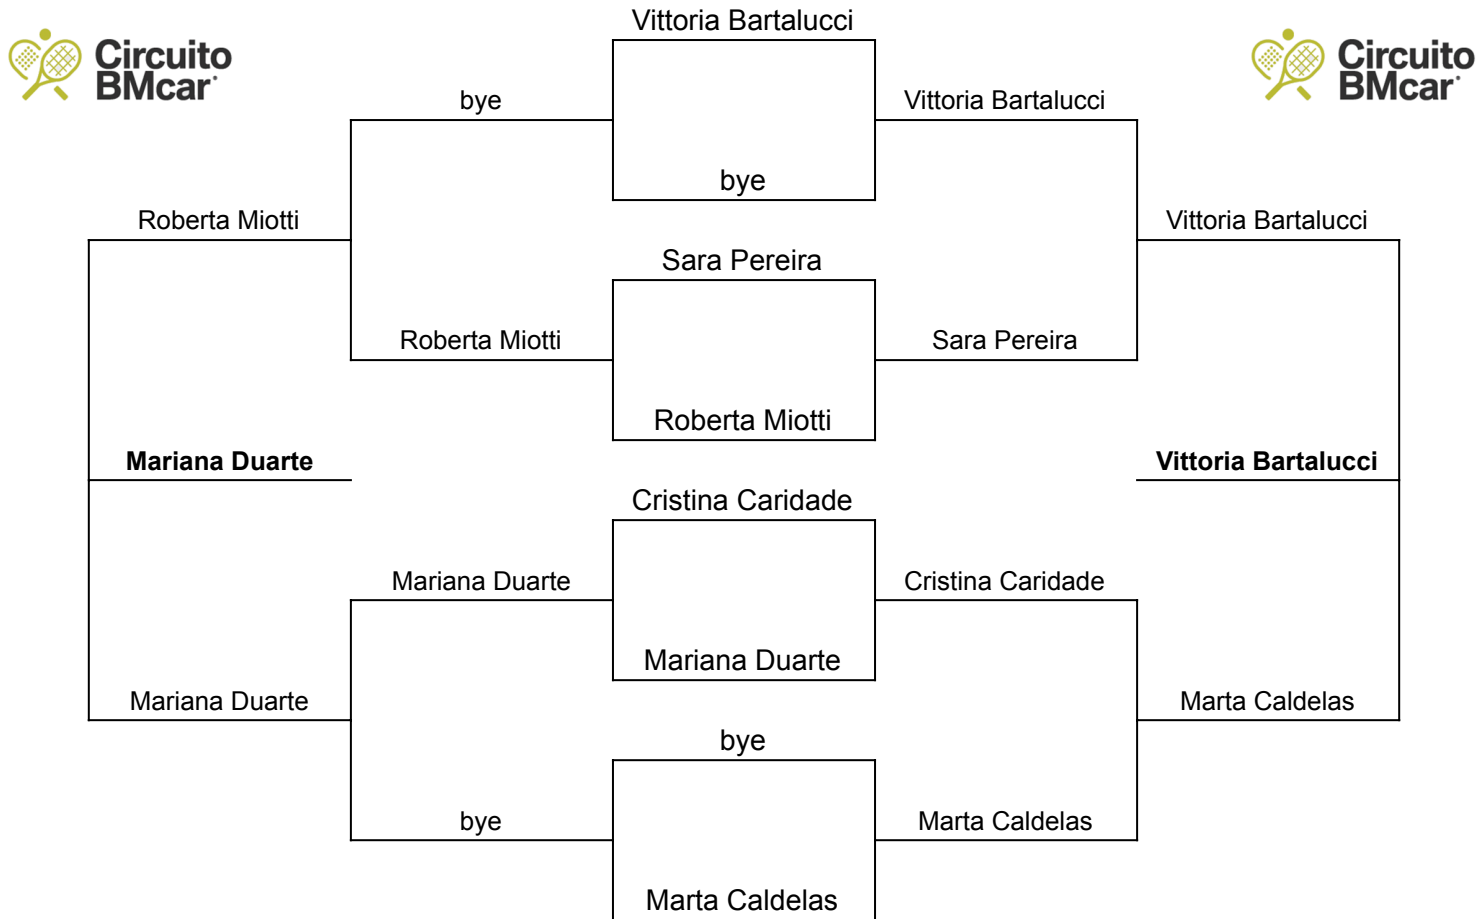 Vittoria Bartalucci
Circuito
BMcar
Circuito
BMcar
bye
Vittoria Bartalucci
bye
Roberta Miotti
Vittoria Bartalucci
Sara Pereira
Roberta Miotti
Sara Pereira
Roberta Miotti
Mariana Duarte
Vittoria Bartalucci
Cristina Caridade
Mariana Duarte
Cristina Caridade
Mariana Duarte
Mariana Duarte
Marta Caldelas
bye
bye
Marta Caldelas
Marta Caldelas